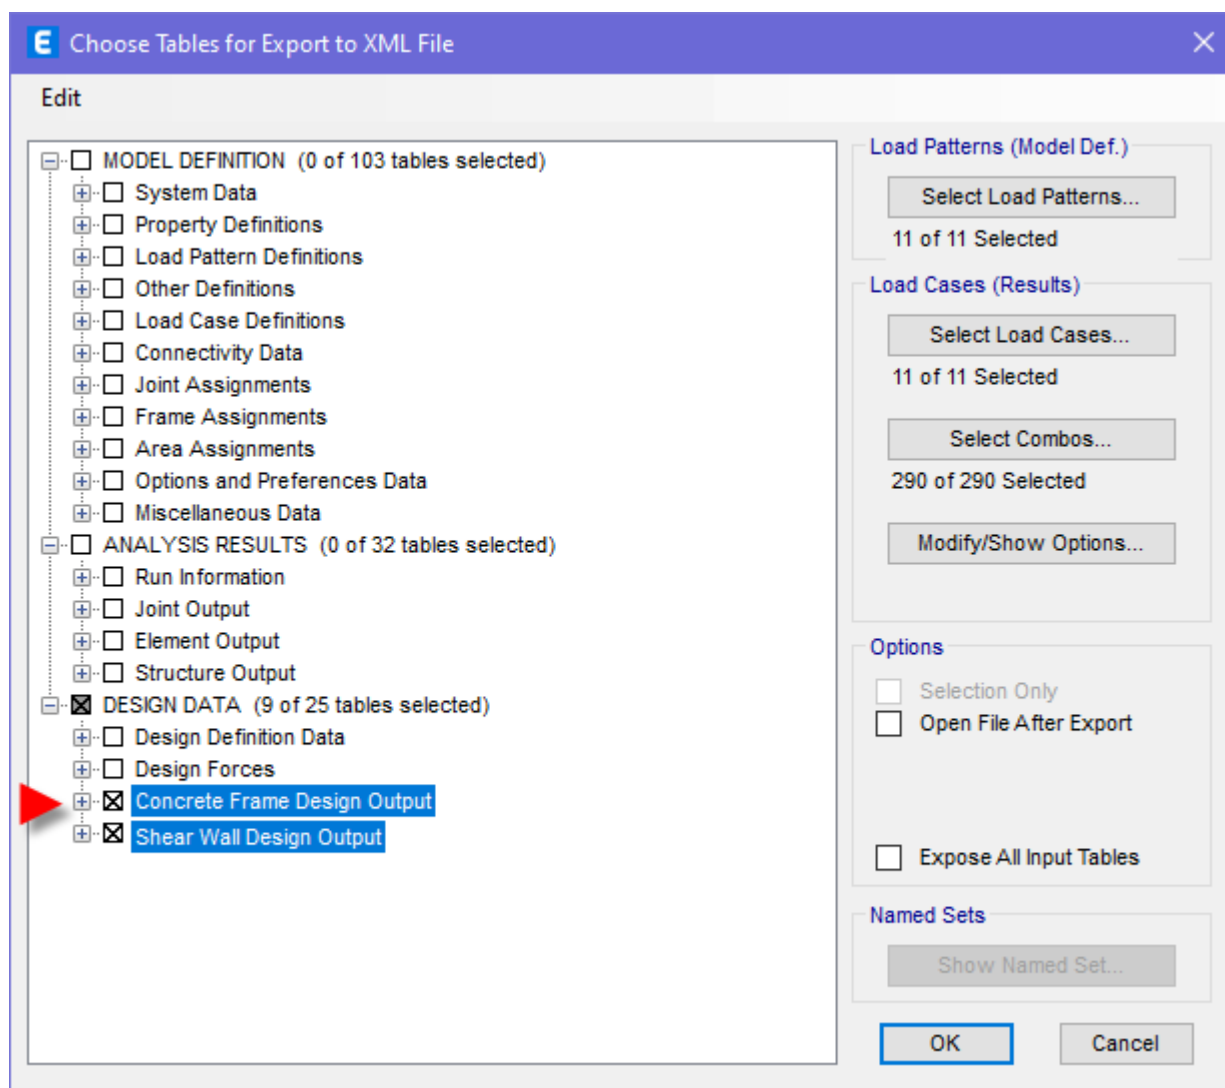 E Choose Tables for Export to XML File
Edit
MODEL DEFINITION (0 of 103 tables selected)
System Data
Property Definitions
Load Pattern Definitions
Other Definitions
Load Case Definitions
Connectivity Data
Joint Assignments
Frame Assignments
Area Assignments
Options and Preferences Data
Miscellaneous Data
ANALYSIS RESULTS (0 of 32 tables selected)
Run Information
Joint Output
Element Output
Structure Output
DESIGN DATA (9 of 25 tables selected)
Design Definition Data
Design Forces
Concrete Frame Design Output
Shear Wall Design Output
Load Patterns (Model Def.)
Select Load Patterns...
11 of 11 Selected
Load Cases (Results)
Select Load Cases...
11 of 11 Selected
Select Combos...
290 of 290 Selected
Modify/Show Options...
Options
Selection Only
Open File After Export
Expose All Input Tables
Named Sets
Show Named Set...
OK
Cancel